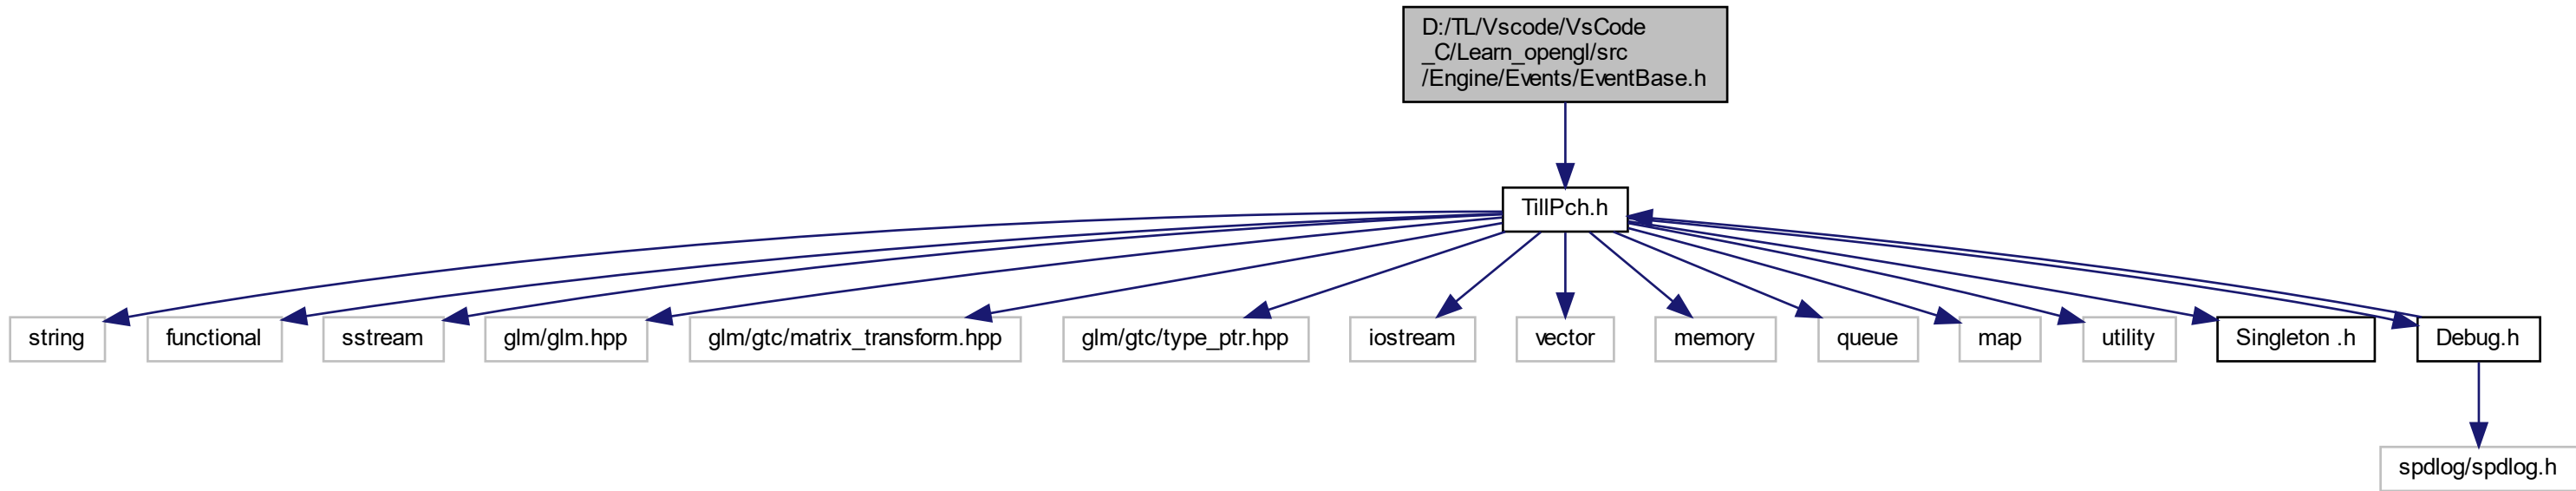 D:/TL/Vscode/VsCode
_C/Learn_opengl/src
/Engine/Events/EventBase.h
TillPch.h
string
functional
sstream
glm/glm.hpp
glm/gtc/matrix_transform.hpp
glm/gtc/type_ptr.hpp
iostream
vector
memory
queue
map
utility
Singleton .h
Debug.h
spdlog/spdlog.h